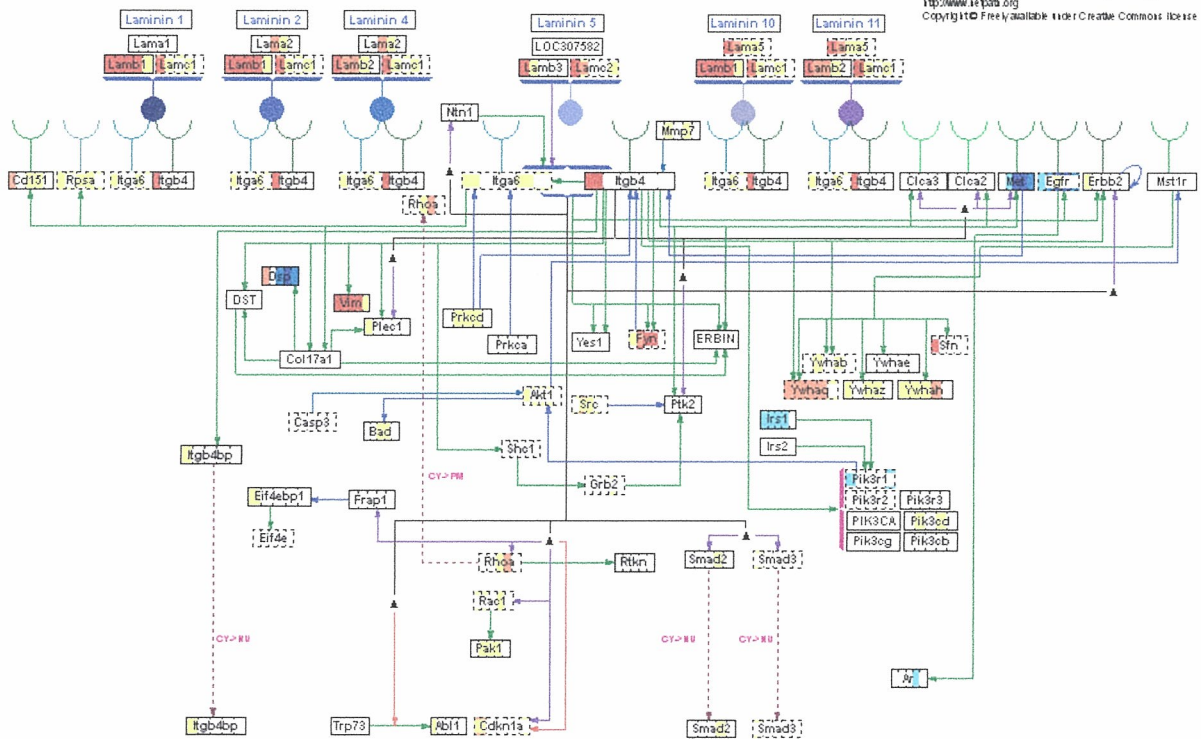 http://www.netpath.org
Copyright © Freely available under Creative Commons license
Laminin 1
Laminin 2
Laminin 4
Laminin 5
Laminin 10
Laminin 11
Lama1
Lama2
Lama2
LOC307582
Lama5
Lama5
Lamb1
Lamc1
Lamb1
Lamc1
Lamb2
Lamc1
Lamb3
Lamc2
Lamb1
Lamc1
Lamb2
Lamc1
Ntn1
Mmp7
Cd151
Rpsa
Itga6
Itgb4
Itga6
Itgb4
Itga6
Itgb4
Itga6
Itgb4
Itga6
Itgb4
Itga6
Itgb4
Clca3
Clca2
Met
Egfr
Erbb2
Mst1r
Rhoa
Dsp
DST
Vim
Plec1
Prkcd
Prkca
Yes1
Fyn
ERBIN
Sfn
Col17a1
Ywhab
Ywhae
Ywhaq
Ywhaz
Ywhah
Akt1
Src
Ptk2
Casp3
Bad
Irs1
Irs2
Itgb4bp
Shc1
Grb2
CY->PM
Pik3r1
Pik3r2
Pik3r3
PIK3CA
Pik3cd
Pik3cg
Pik3cb
Eif4ebp1
Frap1
Eif4e
Rhoa
Rtkn
Smad2
Smad3
Rac1
CY->NU
CY->NU
CY->NU
Pak1
Ar
Itgb4bp
Trp73
Abl1
Cdkn1a
Smad2
Smad3